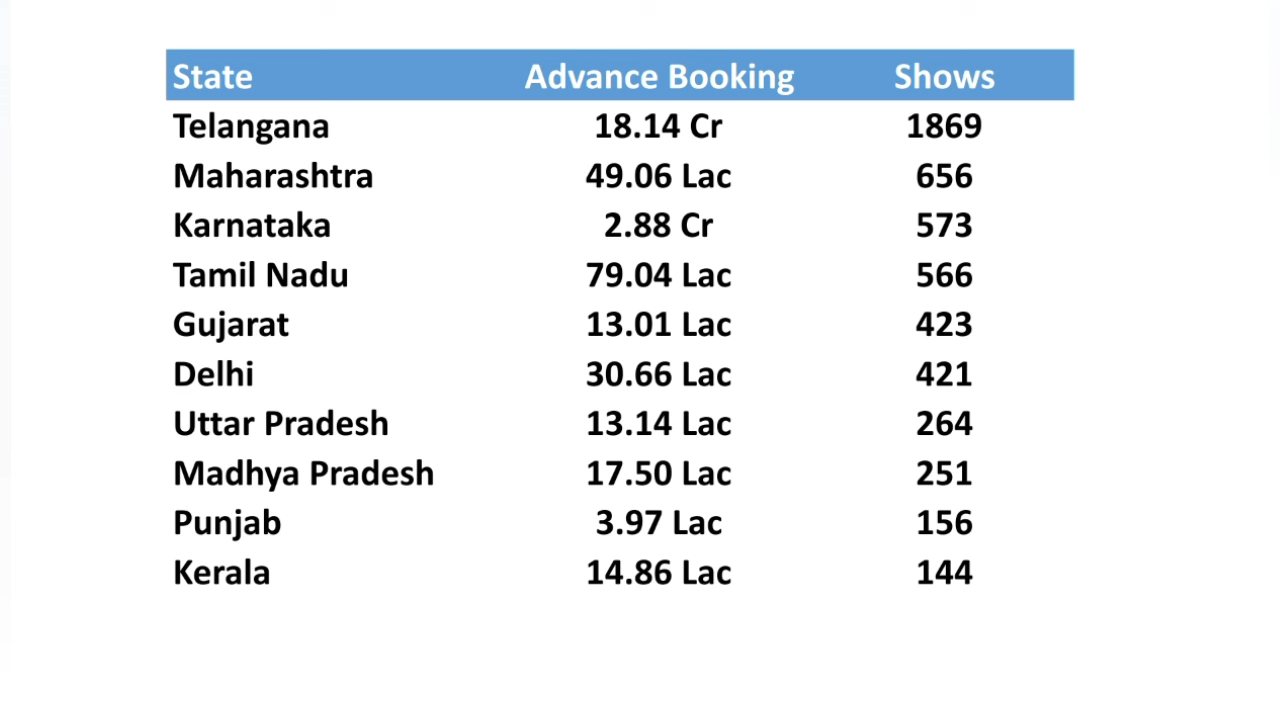 State Advance Booking Shows
Telangana 18.14 Cr 1869
Maharashtra 49.06 Lac 656
Karnataka 2.88 Cr 573
Tamil Nadu 79.04 Lac 566
Gujarat 13.01 Lac 423
Delhi 30.66 Lac 421
Uttar Pradesh 13.14 Lac 264
Madhya Pradesh 17.50 Lac 251
Punjab 3.97 Lac 156
Kerala 14.86 Lac 144